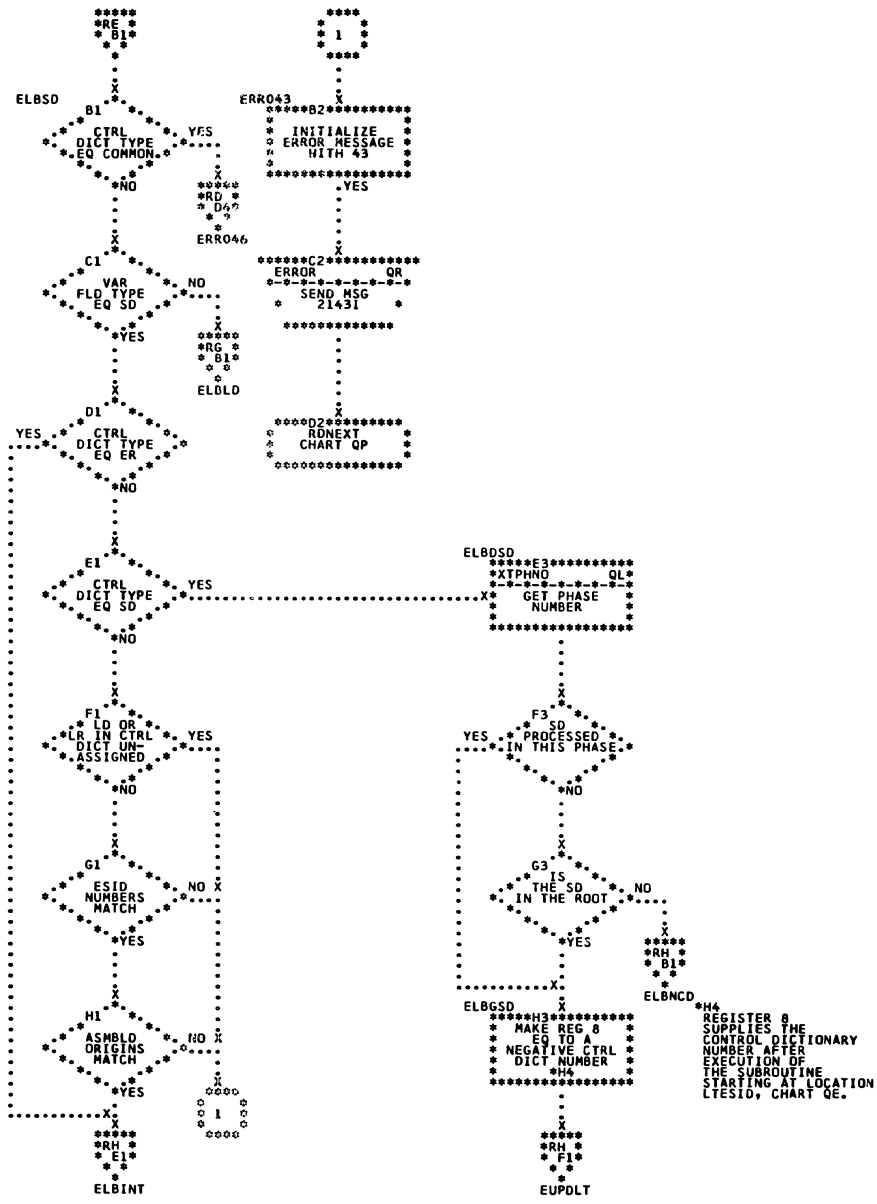 RE
B1
1
ELBSD
B1
CTRL
DICT TYPE
EQ COMMON
YES
NO
ERR043
B2
INITIALIZE
ERROR MESSAGE
HITH 43
YES
RD
D4
ERR046
C1
VAR
FLD TYPE
EQ SD
NO
YES
C2
ERROR QR
SEND MSG
2143I
RG
B1
ELBLD
D1
YES
CTRL
DICT TYPE
EQ ER
NO
D2
RDNEXT
CHART QP
E1
CTRL
DICT TYPE
EQ SD
YES
NO
ELBDSD
E3
XTPHNO QL
GET PHASE
NUMBER
F1
LD OR
LR IN CTRL
DICT UN-
ASSIGNED
YES
NO
F3
YES
SD
PROCESSED
IN THIS PHASE
NO
G1
ESID
NUMBERS
MATCH
NO
YES
G3
IS
THE SD
IN THE ROOT
NO
YES
RH
B1
ELBNCD
H1
ASMBLD
ORIGINS
MATCH
NO
YES
1
ELBGSD
H3
MAKE REG 8
EQ TO A
NEGATIVE CTRL
DICT NUMBER
*H4
*H4
REGISTER 8
SUPPLIES THE
CONTROL DICTIONARY
NUMBER AFTER
EXECUTION OF
THE SUBROUTINE
STARTING AT LOCATION
LTESID, CHART QE.
RH
E1
ELBINT
RH
F1
EUPDLT